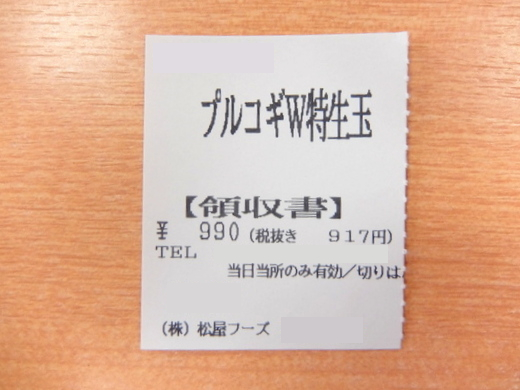 プルコギW特生玉
【領収書】
¥ 990(税抜き 917円)
TEL
当日当所のみ有効/切りは
(株)松屋フーズ